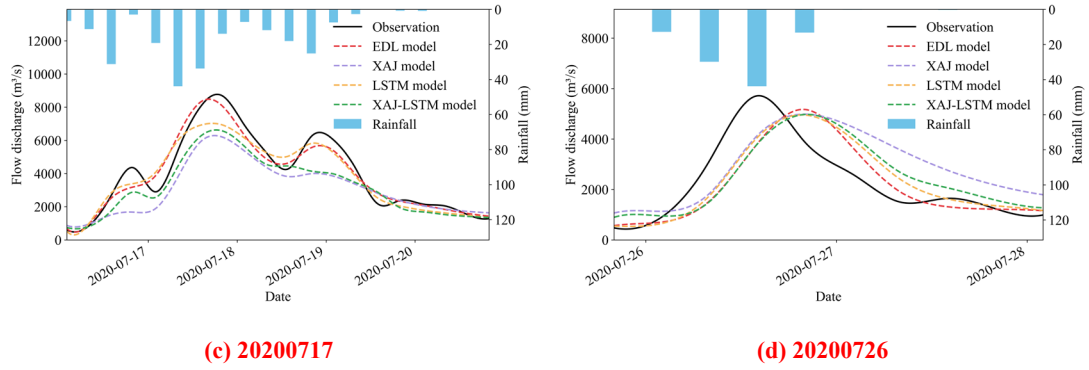 14000
12000
10000
8000
6000
4000
2000
0
Flow discharge (m³/s)
0
20
40
60
80
100
120
Rainfall (mm)
Observation
EDL model
XAJ model
LSTM model
XAJ-LSTM model
Rainfall
2020-07-17
2020-07-18
2020-07-19
2020-07-20
Date
(c) 20200717
8000
6000
4000
2000
0
Flow discharge (m³/s)
0
20
40
60
80
100
120
Rainfall (mm)
Observation
EDL model
XAJ model
LSTM model
XAJ-LSTM model
Rainfall
2020-07-26
2020-07-27
2020-07-28
Date
(d) 20200726